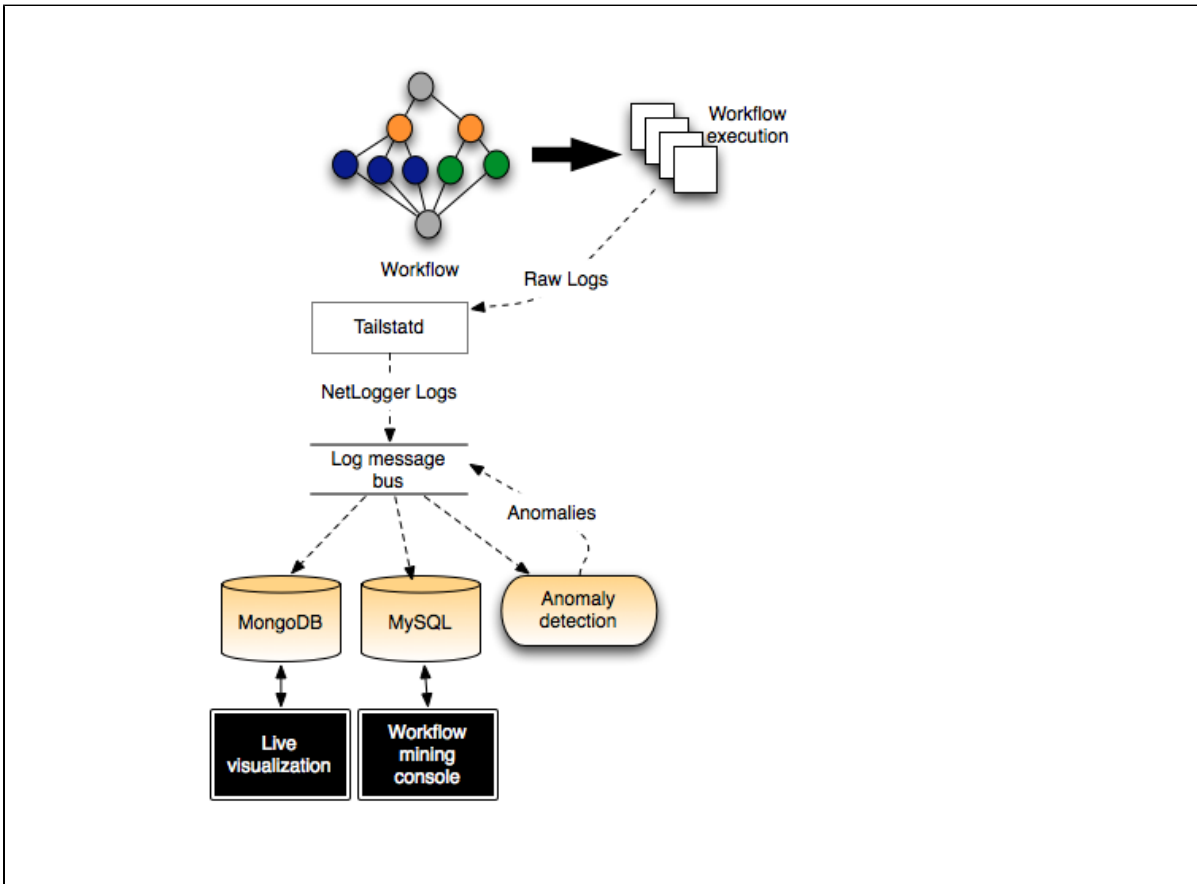 Workflow
execution
Workflow
Raw Logs
Tailstatd
NetLogger Logs
Log message
bus
Anomalies
MongoDB
MySQL
Anomaly
detection
Live
visualization
Workflow
mining
console